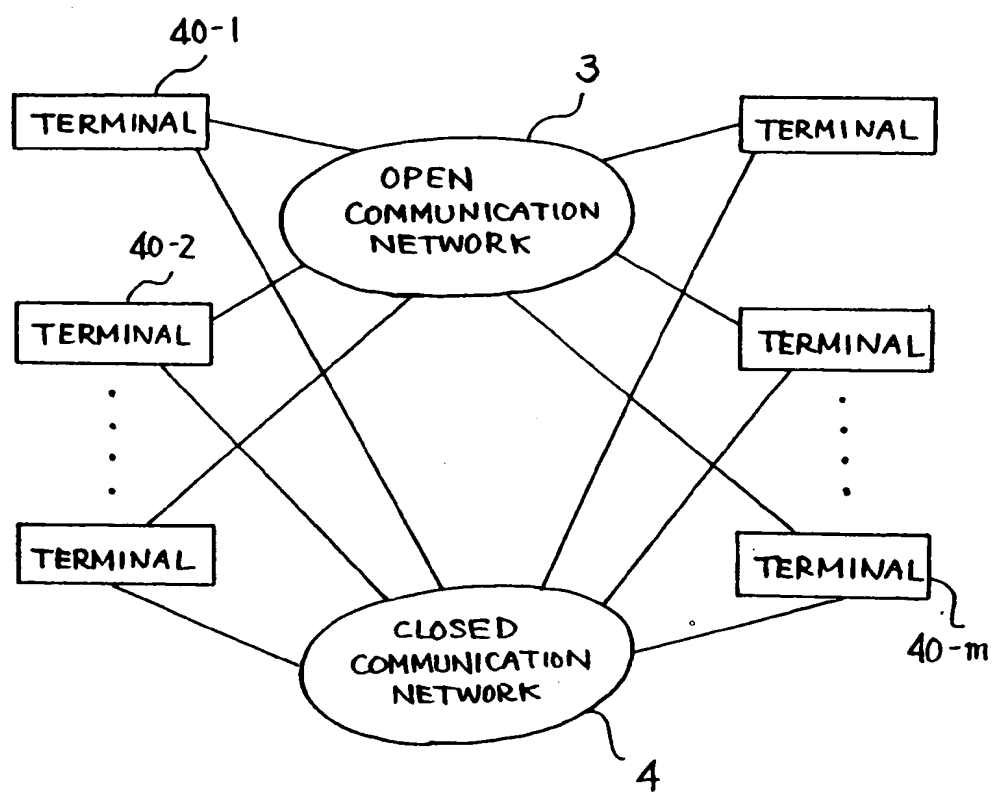 40-1
3
TERMINAL
TERMINAL
OPEN
COMMUNICATION
NETWORK
40-2
TERMINAL
TERMINAL
TERMINAL
TERMINAL
CLOSED
COMMUNICATION
NETWORK
40-m
4